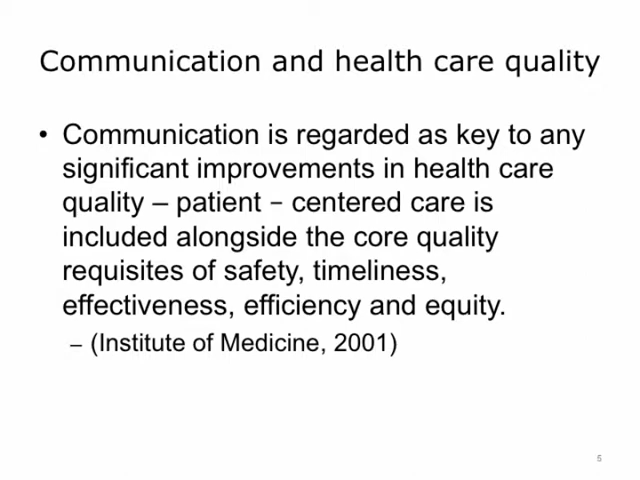 Communication and health care quality
• Communication is regarded as key to any
significant improvements in health care
quality – patient – centered care is
included alongside the core quality
requisites of safety, timeliness,
effectiveness, efficiency and equity.
– (Institute of Medicine, 2001)
5